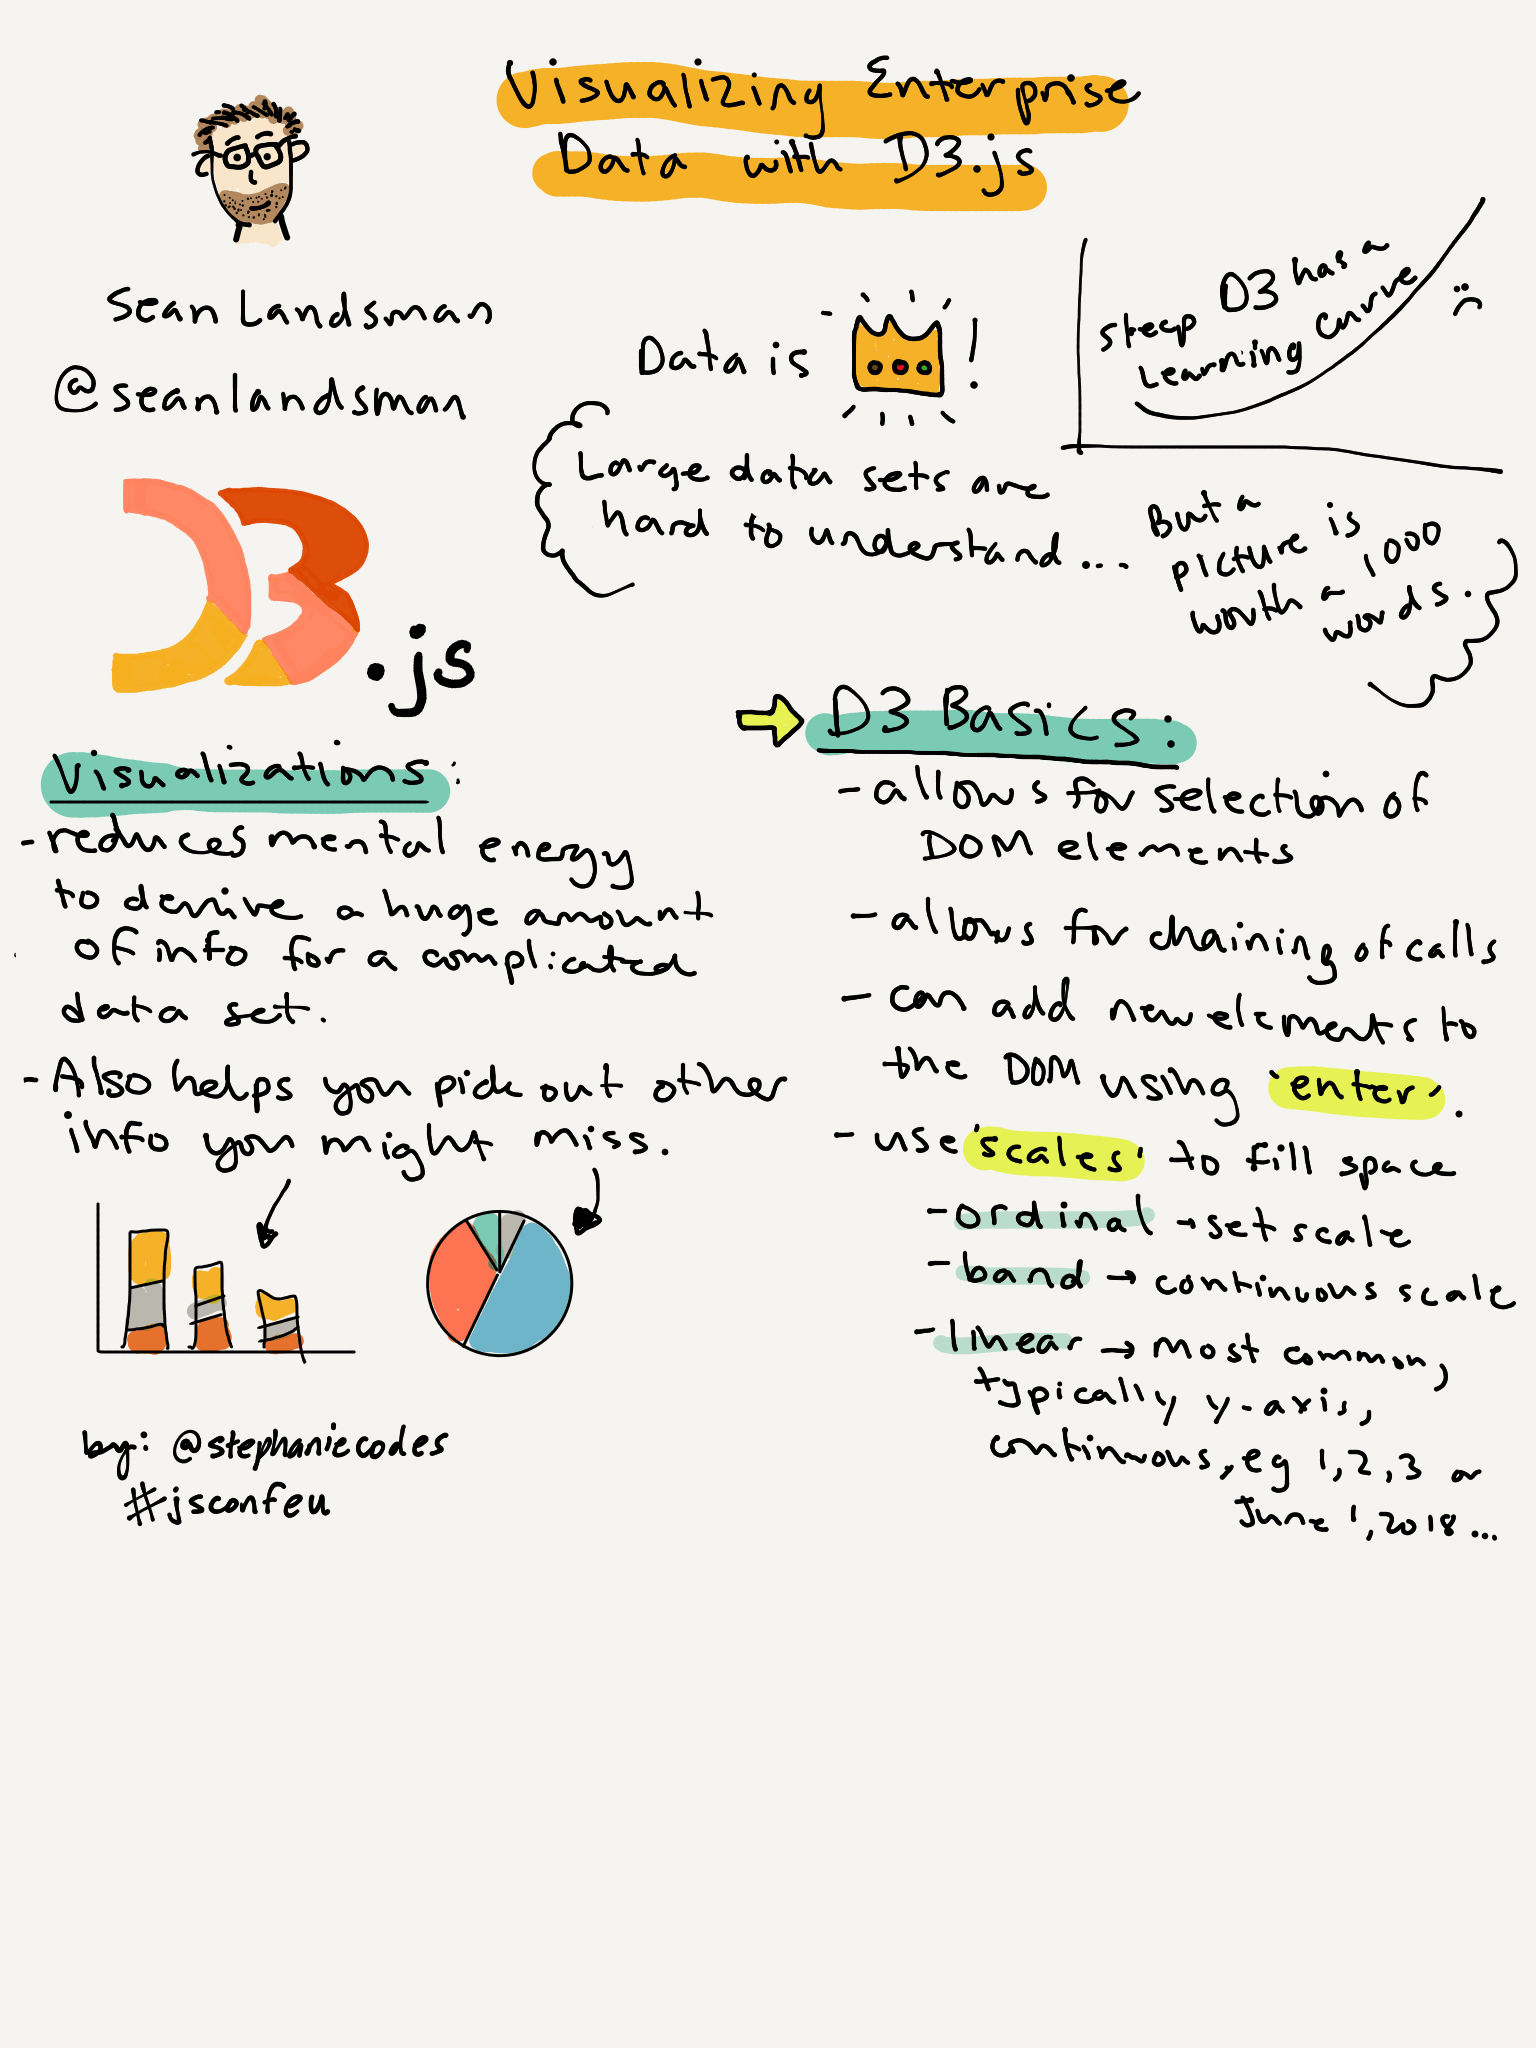 Visualizing Enterprise
Data with D3.js
Sean Landsman
@seanlandsman
D3.js
Data is !
D3 has a
steep
Learning curve
Large data sets are
hard to understand...
But a
picture is
worth a 1000
words.
Visualizations:
- reduces mental energy
to derive a huge amount
of info for a complicated
data set.
- Also helps you pick out other
info you might miss.
by: @stephaniecodes
#jsconfeu
D3 Basics:
- allows for selection of
DOM elements
- allows for chaining of calls
- can add new elements to
the DOM using 'enter'.
- use 'scales' to fill space
- ordinal → set scale
- band → continuous scale
- linear → most common,
typically y-axis,
continuous, eg 1,2,3 or
June 1, 2018...